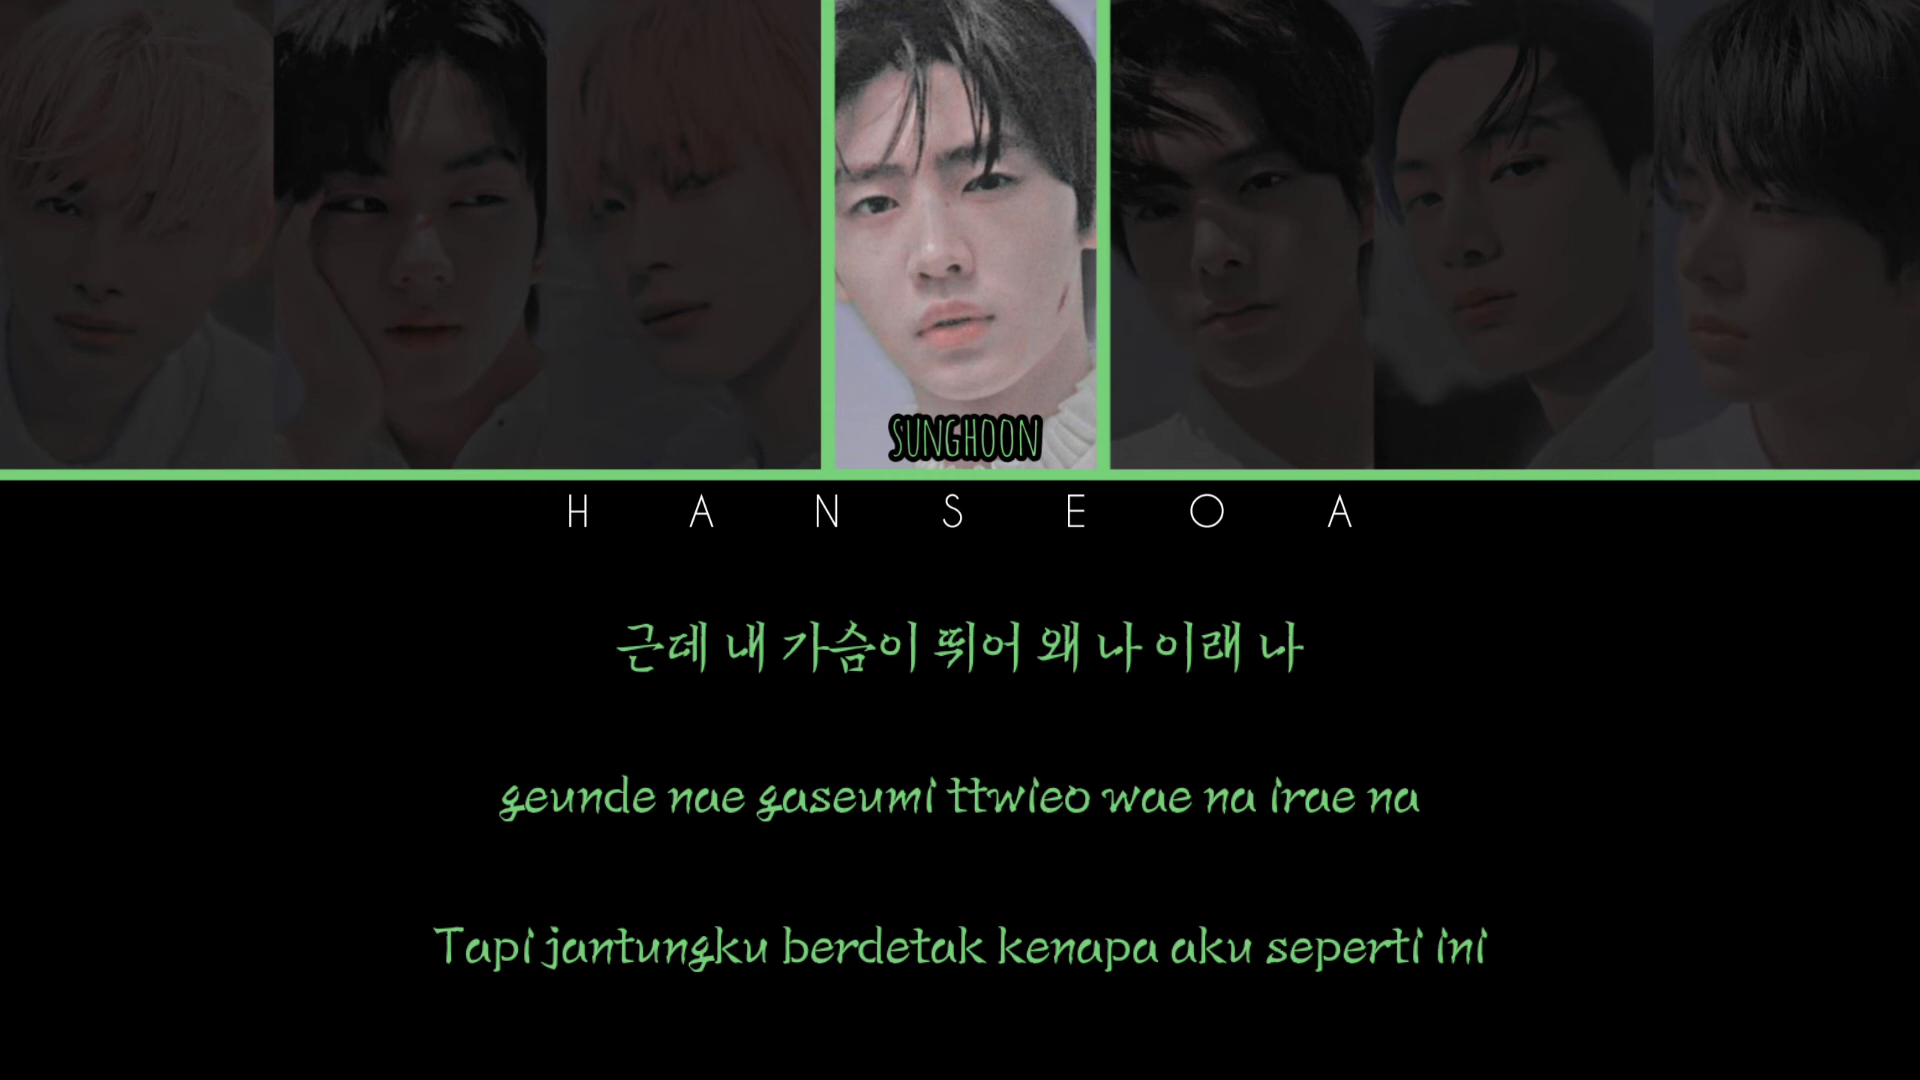 SUNGHOON
HANSEOA
근데 내 가슴이 뛰어 왜 나 이래 나
geunde nae gaseumi ttwieo wae na irae na
Tapi jantungku berdetak kenapa aku seperti ini